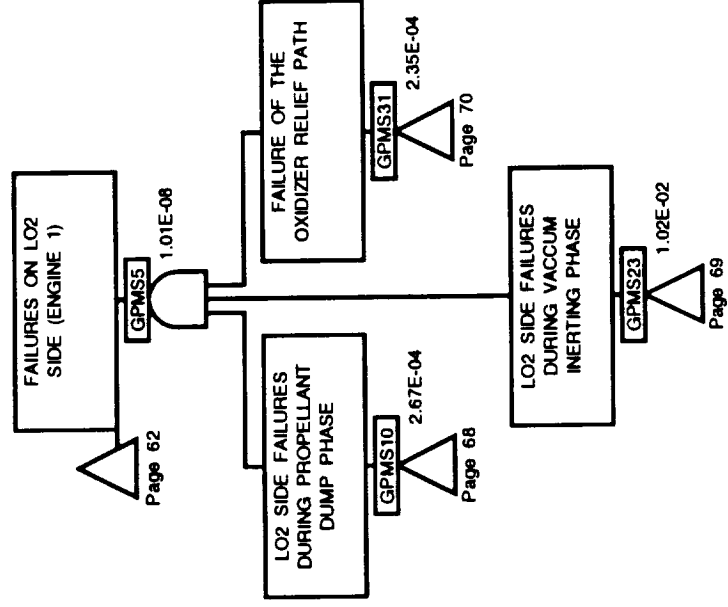 FAILURES ON LO2
SIDE (ENGINE 1)
GPMS5
1.01E-08
Page 62
LO2 SIDE FAILURES
DURING PROPELLANT
DUMP PHASE
GPMS10
2.67E-04
Page 68
LO2 SIDE FAILURES
DURING VACCUM
INERTING PHASE
GPMS23
1.02E-02
Page 69
FAILURE OF THE
OXIDIZER RELIEF PATH
GPMS31
2.35E-04
Page 70